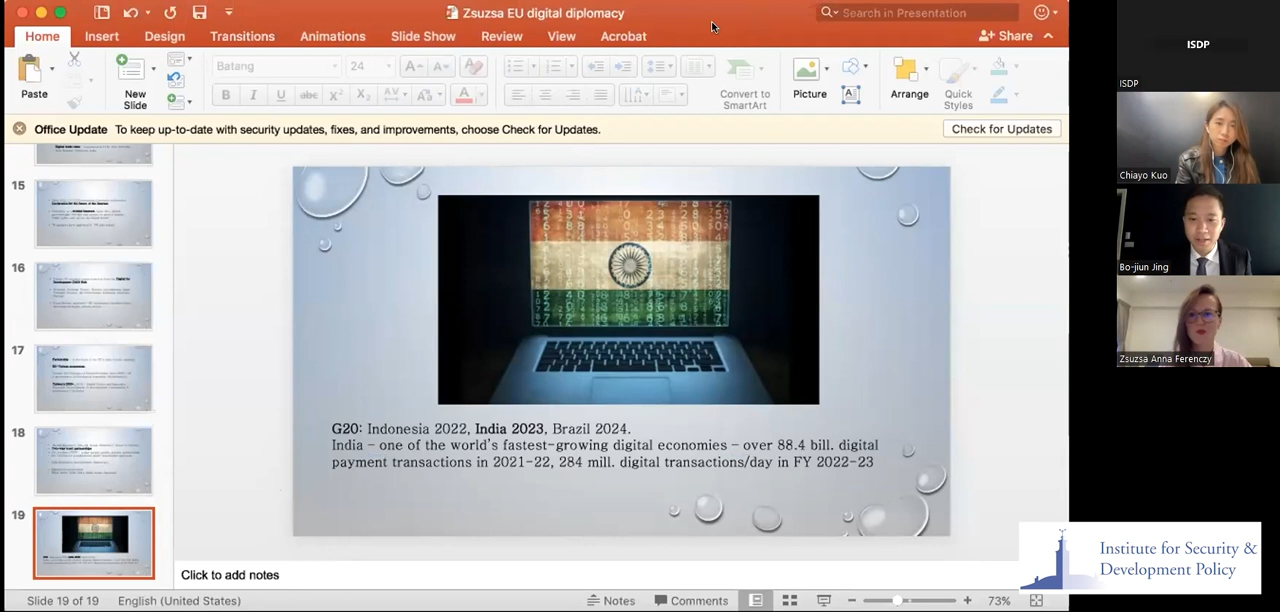 Zsuzsa EU digital diplomacy
Search in Presentation
Home Insert Design Transitions Animations Slide Show Review View Acrobat
Share
Batang 24
Paste
New Slide
Convert to SmartArt
Picture
Arrange
Quick Styles
Office Update To keep up-to-date with security updates, fixes, and improvements, choose Check for Updates.
Check for Updates
15
16
17
18
19
G20: Indonesia 2022, India 2023, Brazil 2024.
India – one of the world's fastest-growing digital economies – over 88.4 bill. digital
payment transactions in 2021-22, 284 mill. digital transactions/day in FY 2022-23
Click to add notes
Slide 19 of 19 English (United States) Notes Comments 73%
ISDP
ISDP
Chiayo Kuo
Bo-jiun Jing
Zsuzsa Anna Ferenczy
Institute for Security &
Development Policy